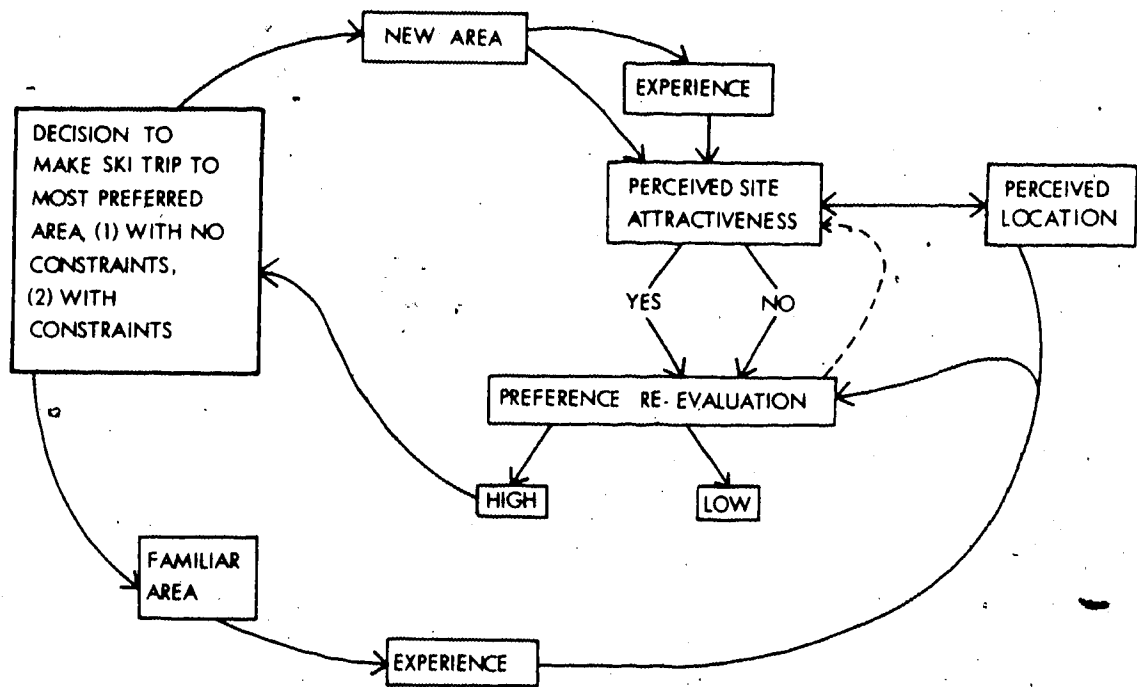 NEW AREA
EXPERIENCE
DECISION TO
MAKE SKI TRIP TO
MOST PREFERRED
AREA, (1) WITH NO
CONSTRAINTS,
(2) WITH
CONSTRAINTS
PERCEIVED SITE
ATTRACTIVENESS
PERCEIVED
LOCATION
YES
NO
PREFERENCE RE-EVALUATION
HIGH
LOW
FAMILIAR
AREA
EXPERIENCE